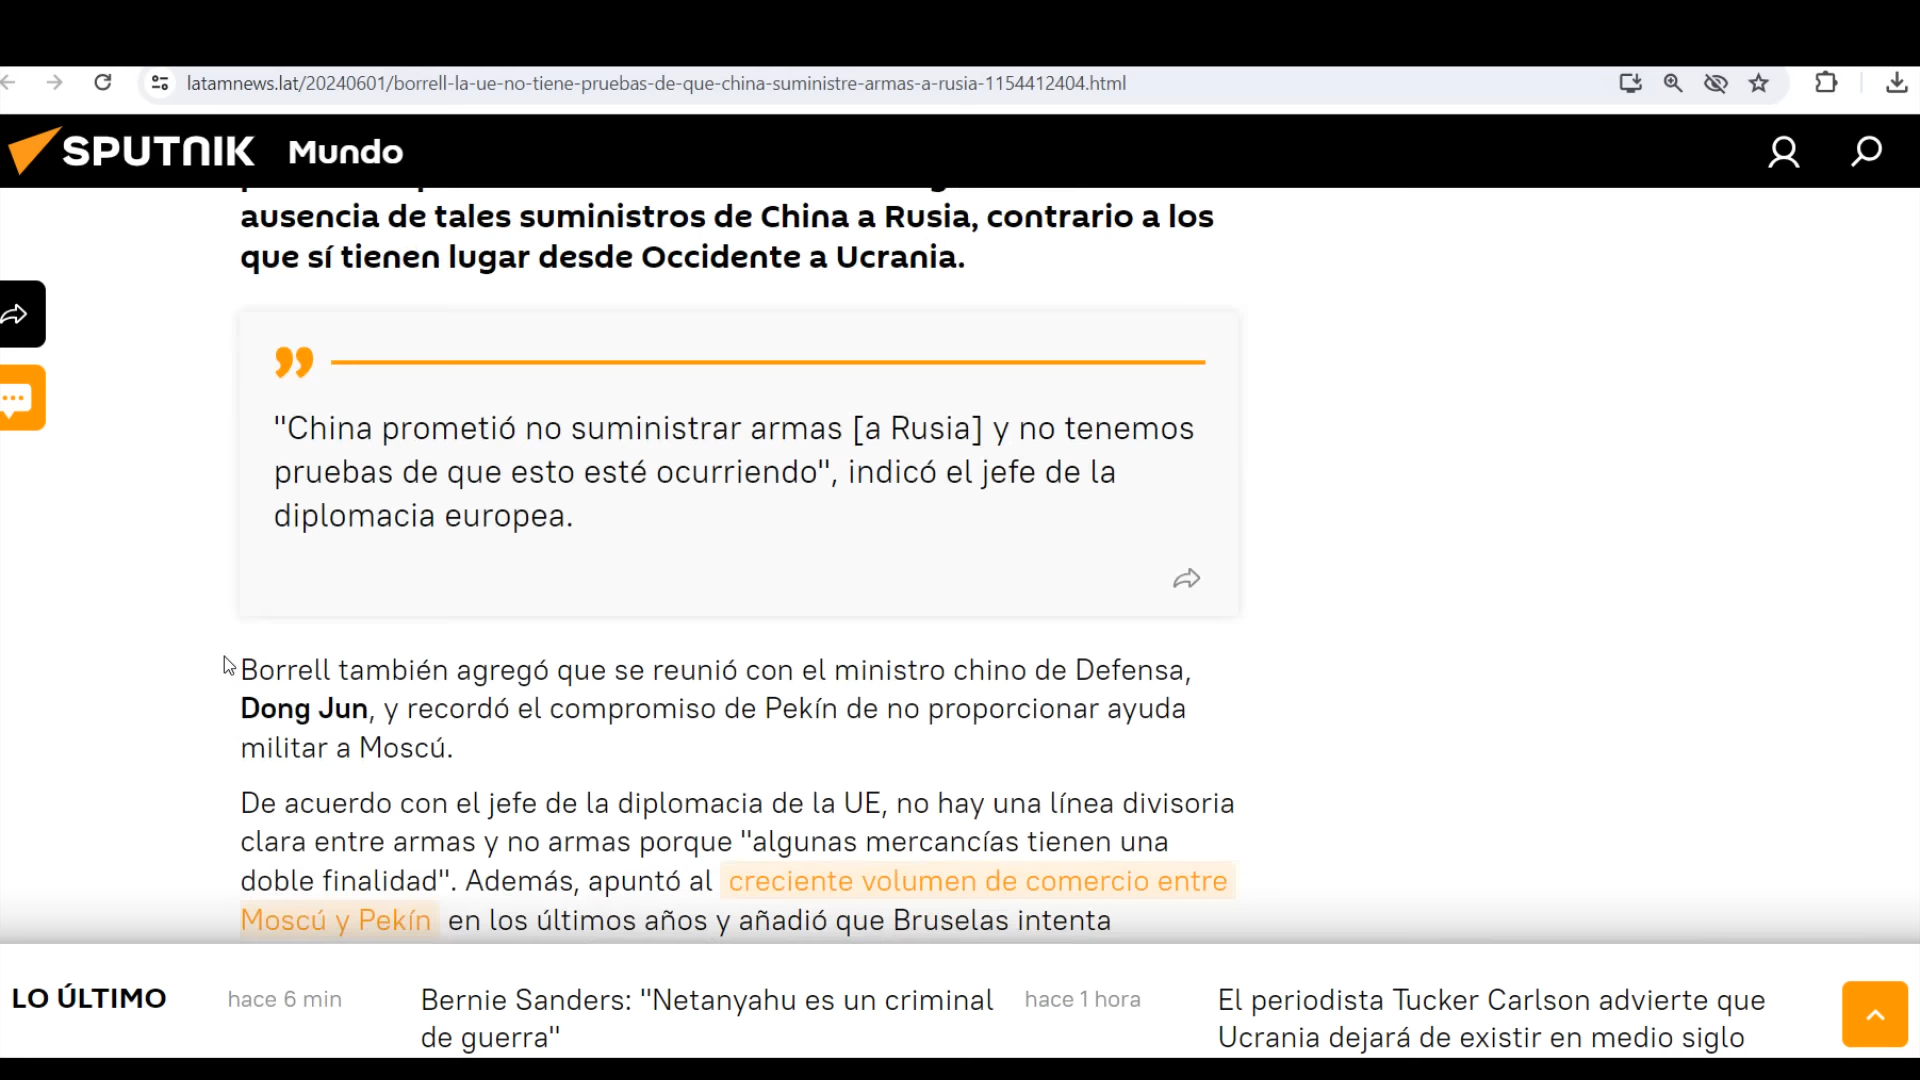 latamnews.lat/20240601/borrell-la-ue-no-tiene-pruebas-de-que-china-suministre-armas-a-rusia-1154412404.html
SPUTNIK Mundo
ausencia de tales suministros de China a Rusia, contrario a los
que sí tienen lugar desde Occidente a Ucrania.
"China prometió no suministrar armas [a Rusia] y no tenemos
pruebas de que esto esté ocurriendo", indicó el jefe de la
diplomacia europea.
Borrell también agregó que se reunió con el ministro chino de Defensa,
Dong Jun, y recordó el compromiso de Pekín de no proporcionar ayuda
militar a Moscú.
De acuerdo con el jefe de la diplomacia de la UE, no hay una línea divisoria
clara entre armas y no armas porque "algunas mercancías tienen una
doble finalidad". Además, apuntó al creciente volumen de comercio entre
Moscú y Pekín en los últimos años y añadió que Bruselas intenta
LO ÚLTIMO
hace 6 min
Bernie Sanders: "Netanyahu es un criminal
de guerra"
hace 1 hora
El periodista Tucker Carlson advierte que
Ucrania dejará de existir en medio siglo